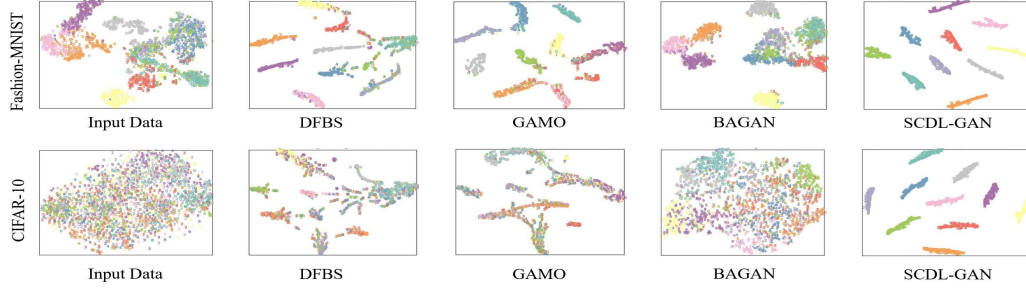 Fashion-MNIST
Input Data
DFBS
GAMO
BAGAN
SCDL-GAN
CIFAR-10
Input Data
DFBS
GAMO
BAGAN
SCDL-GAN